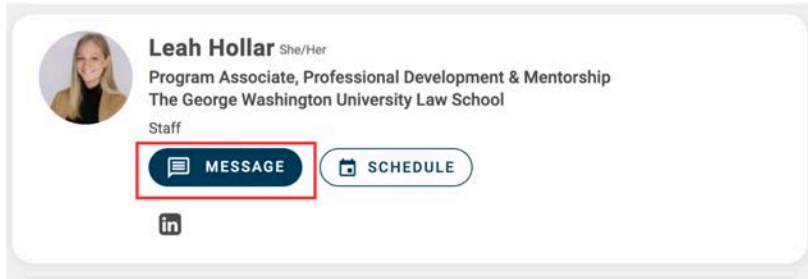 Leah Hollar She/Her
Program Associate, Professional Development & Mentorship
The George Washington University Law School
Staff
MESSAGE SCHEDULE
in